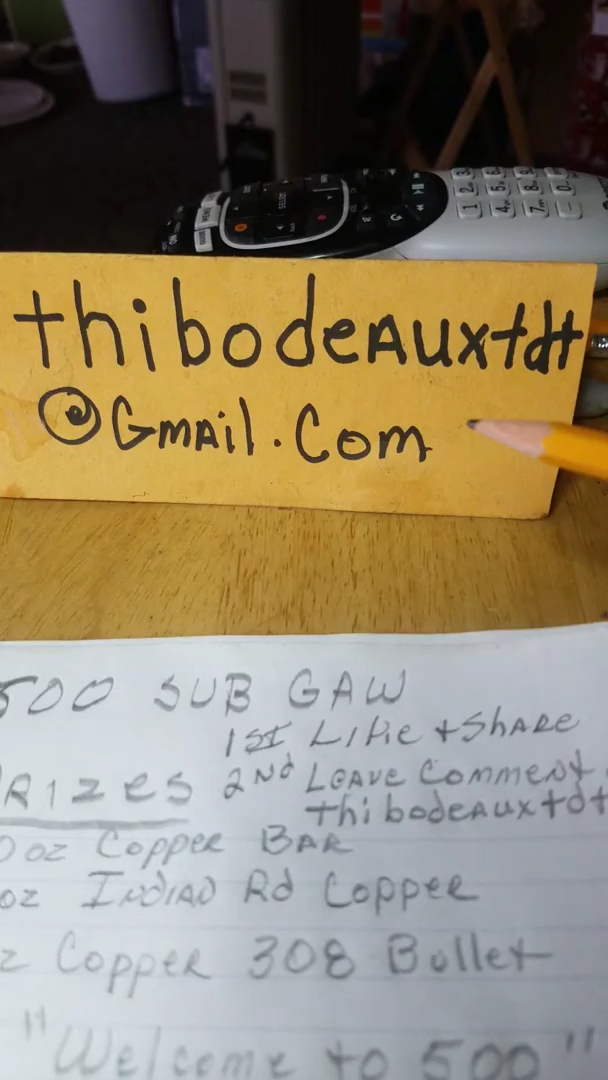 thibodeAuxtdt
@GmAil.Com
500 SUB GAW
1ST Like + ShARe
RIZeS 2Nd LeAve Comment
thibodeAuxtdt
0 oz Copper BAR
oz INDIAN Rd Copper
z Copper 308 Bullet
"Welcome to 500"